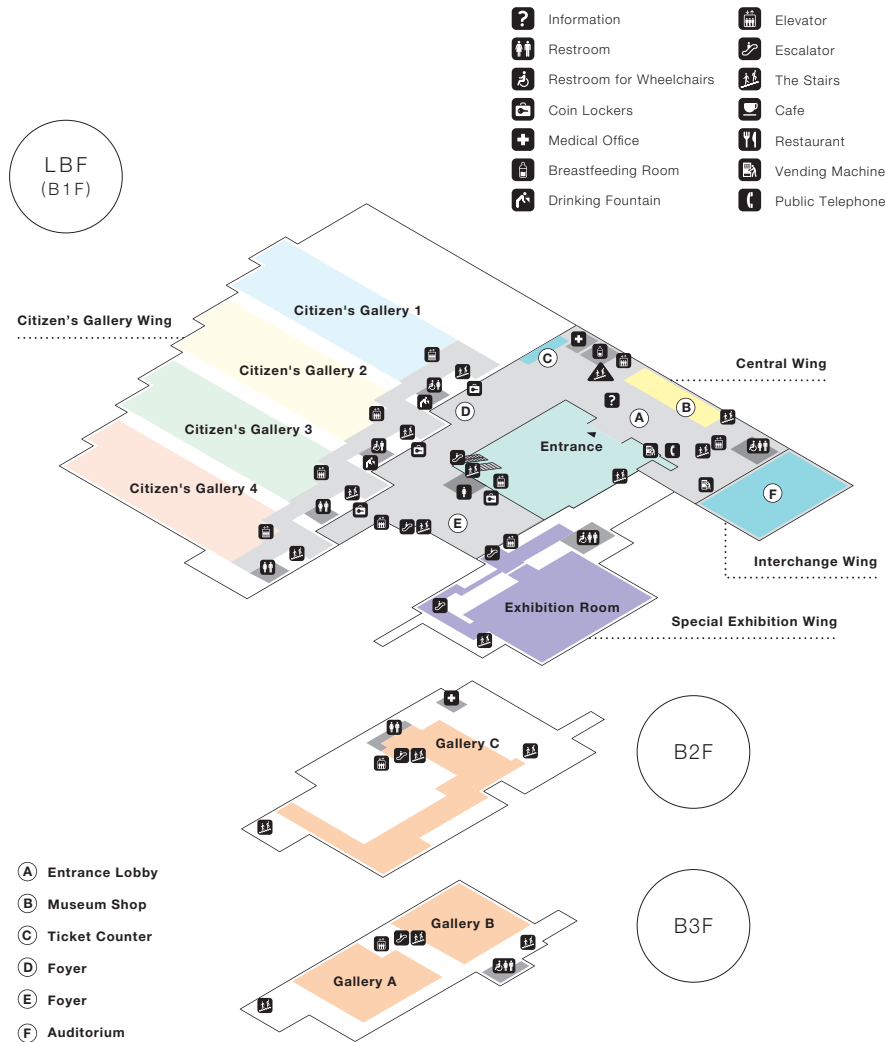 Information
Elevator
Restroom
Escalator
Restroom for Wheelchairs
The Stairs
Coin Lockers
Cafe
Medical Office
Restaurant
Breastfeeding Room
Vending Machine
Drinking Fountain
Public Telephone
LBF
(B1F)
Citizen's Gallery 1
Citizen’s Gallery Wing
Citizen's Gallery 2
Citizen's Gallery 3
Citizen's Gallery 4
C
D
A
B
Central Wing
Entrance
E
F
Interchange Wing
Exhibition Room
Special Exhibition Wing
Gallery C
B2F
Gallery B
Gallery A
B3F
A Entrance Lobby
B Museum Shop
C Ticket Counter
D Foyer
E Foyer
F Auditorium